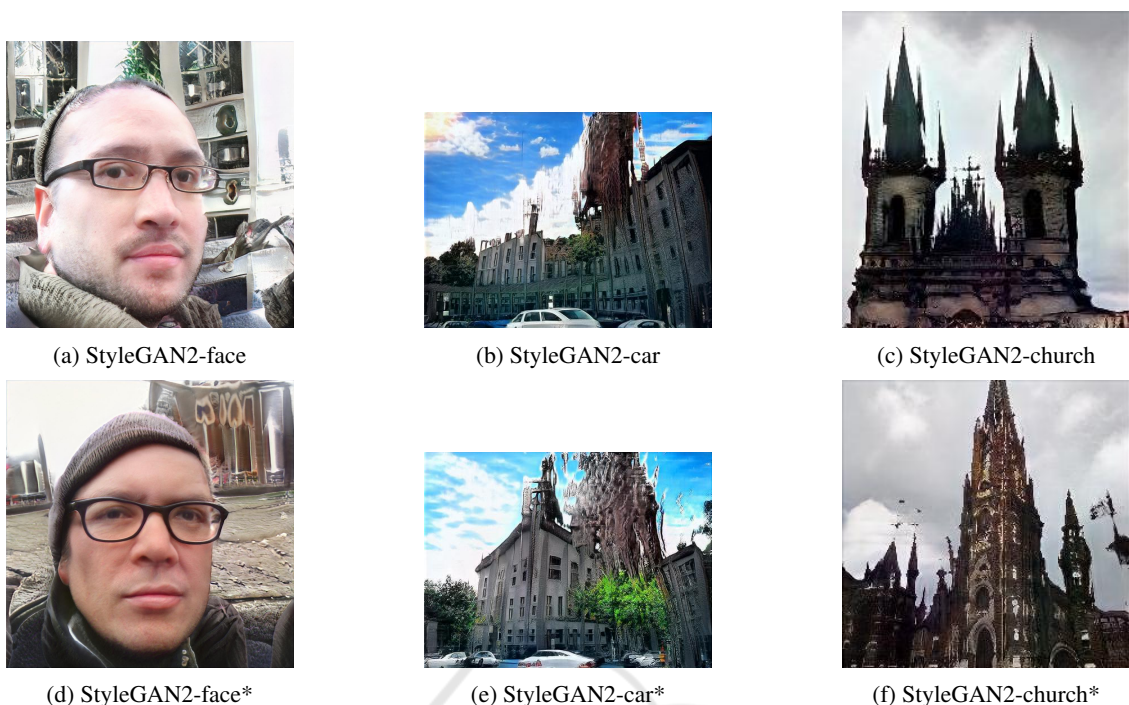 (a) StyleGAN2-face
(b) StyleGAN2-car
(c) StyleGAN2-church
(d) StyleGAN2-face*
(e) StyleGAN2-car*
(f) StyleGAN2-church*